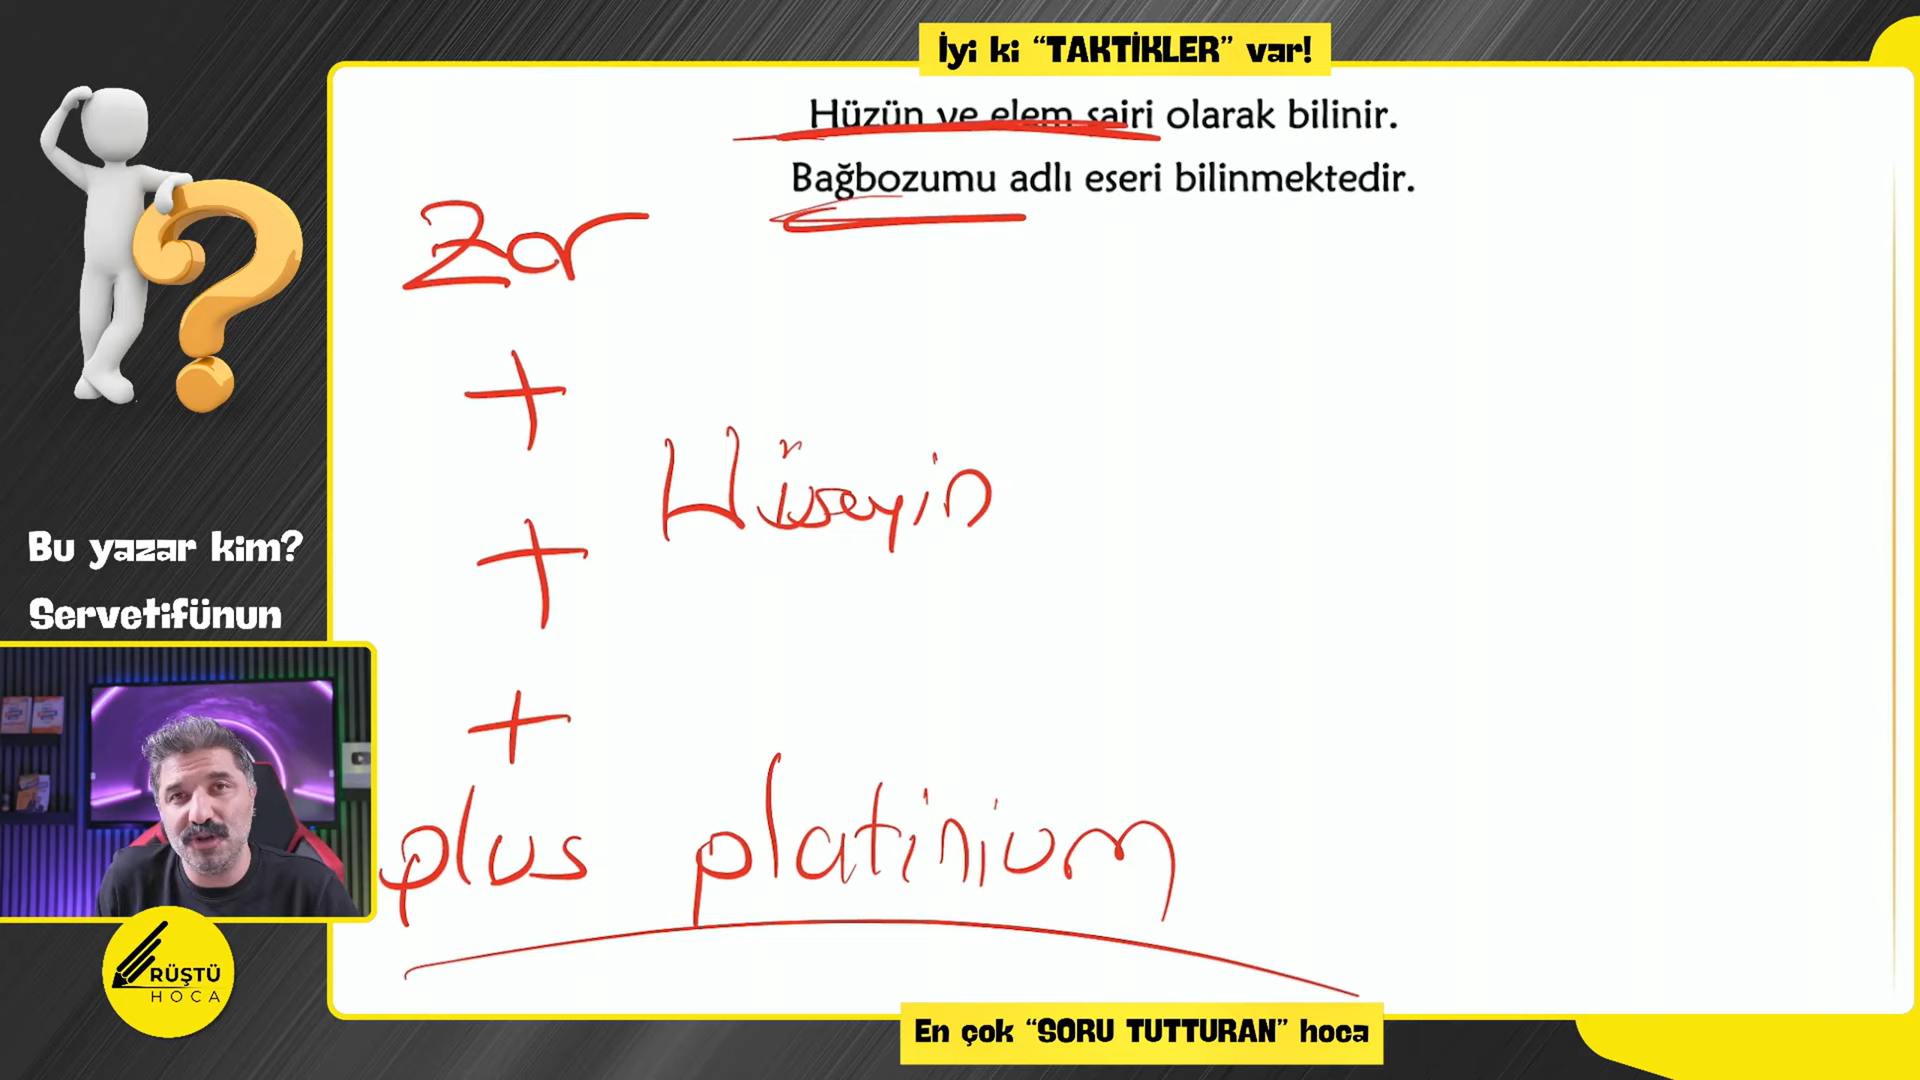 İyi ki “TAKTİKLER” var!
Hüzün ve elem şairi olarak bilinir.
Bağbozumu adlı eseri bilinmektedir.
Zor
+
Hüseyin
+
+
plus platinium
Bu yazar kim?
Servetifünun
RÜŞTÜ
HOCA
En çok “SORU TUTTURAN” hoca